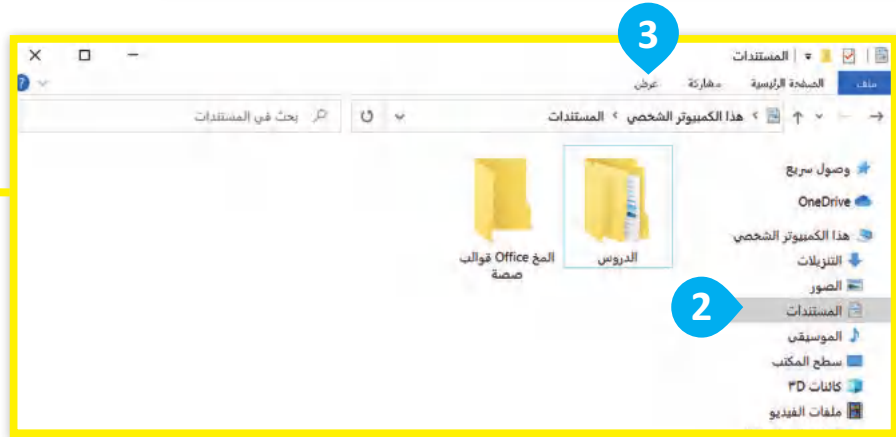 3
المستندات
ملف الصفحة الرئيسية مشاركة عرض
هذا الكمبيوتر الشخصي › المستندات
بحث في المستندات
وصول سريع
OneDrive
هذا الكمبيوتر الشخصي
التنزيلات
الصور
المستندات
2
الموسيقى
سطح المكتب
كائنات ٣D
ملفات الفيديو
الدروس
المخ Office قوالب
صصة